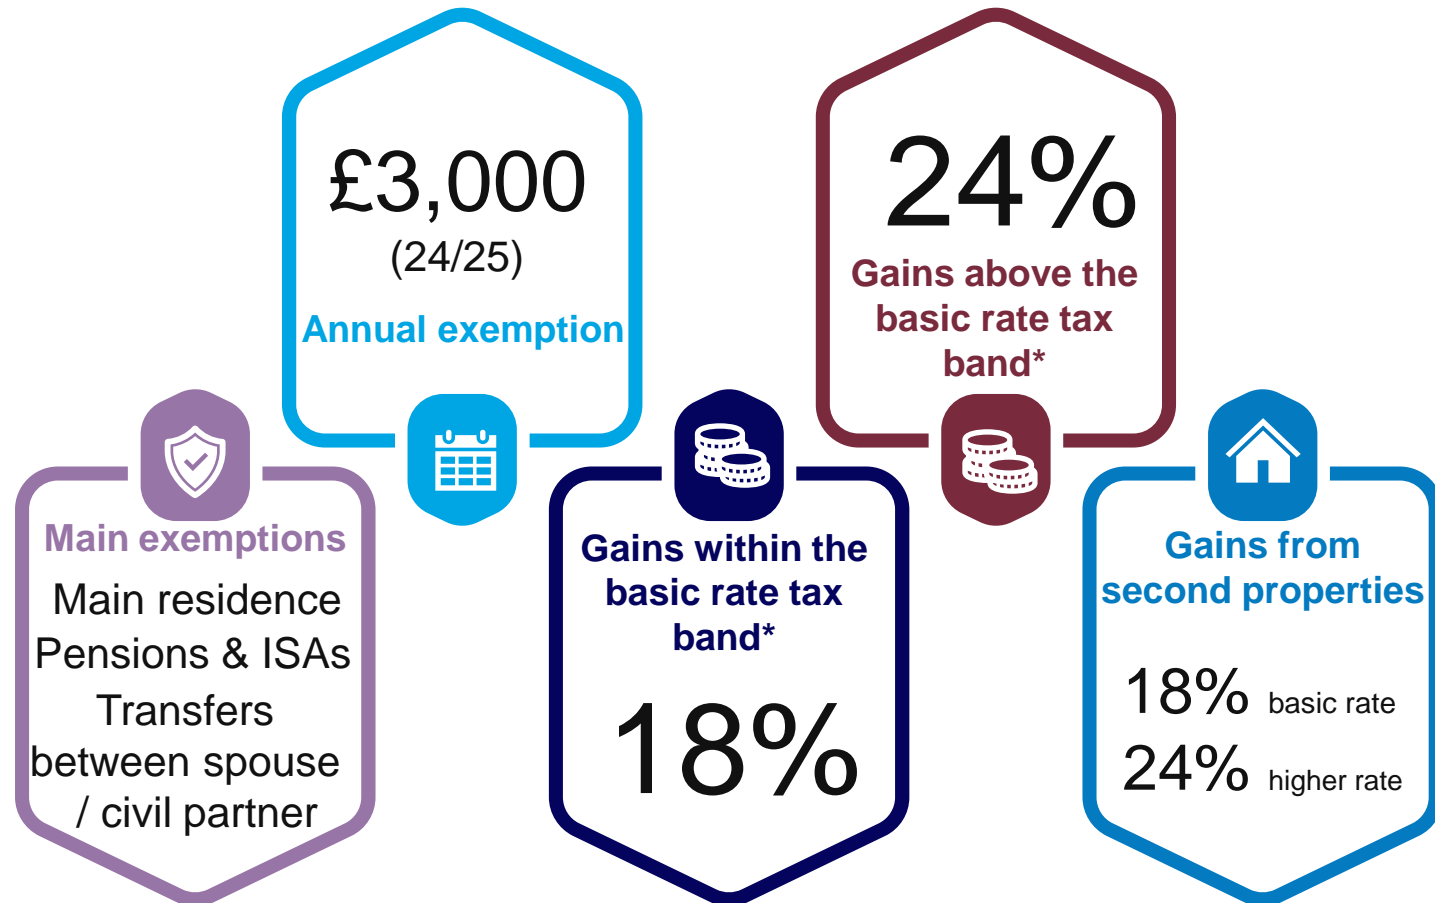 Main exemptions
Main residence
Pensions & ISAs
Transfers
between spouse
/ civil partner
£3,000
(24/25)
Annual exemption
Gains within the
basic rate tax
band*
18%
24%
Gains above the
basic rate tax
band*
Gains from
second properties
18% basic rate
24% higher rate